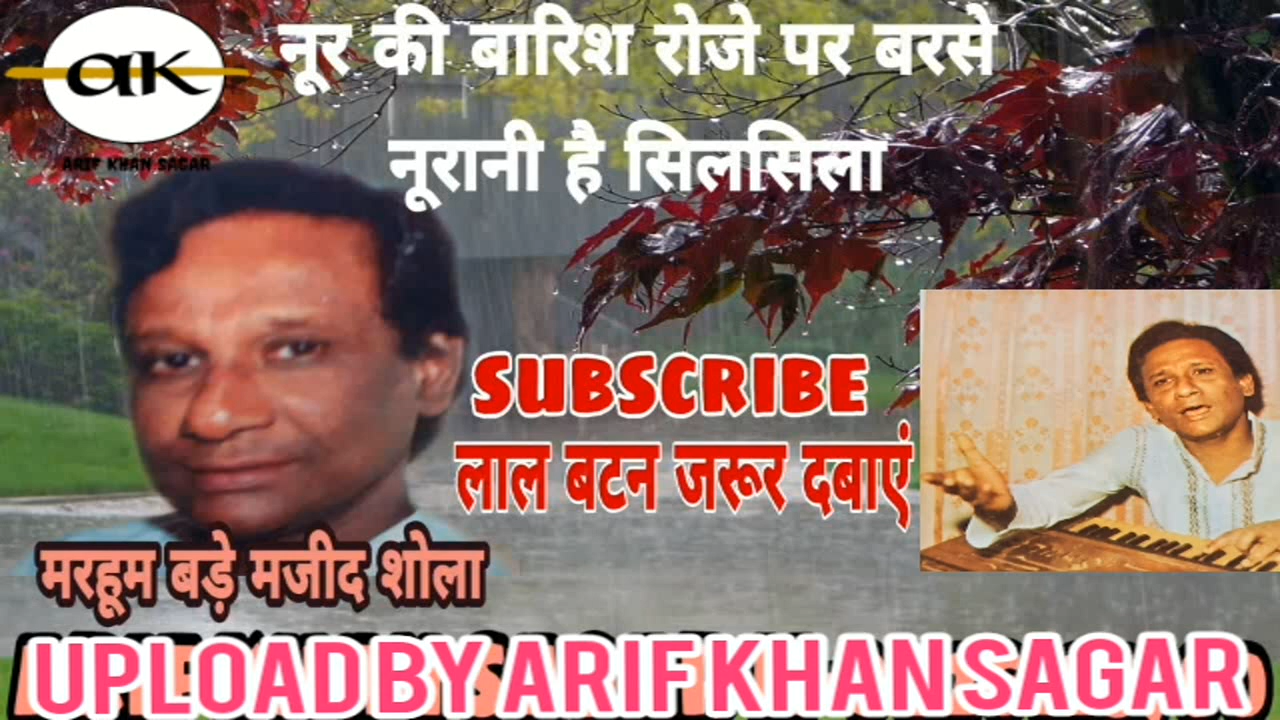 ak
ARIF KHAN SAGAR
नूर की बारिश रोजे पर बरसे
नूरानी है सिलसिला
SUBSCRIBE
लाल बटन जरूर दबाएं
मरहूम बड़े मजीद शोला
UPLOAD BY ARIF KHAN SAGAR